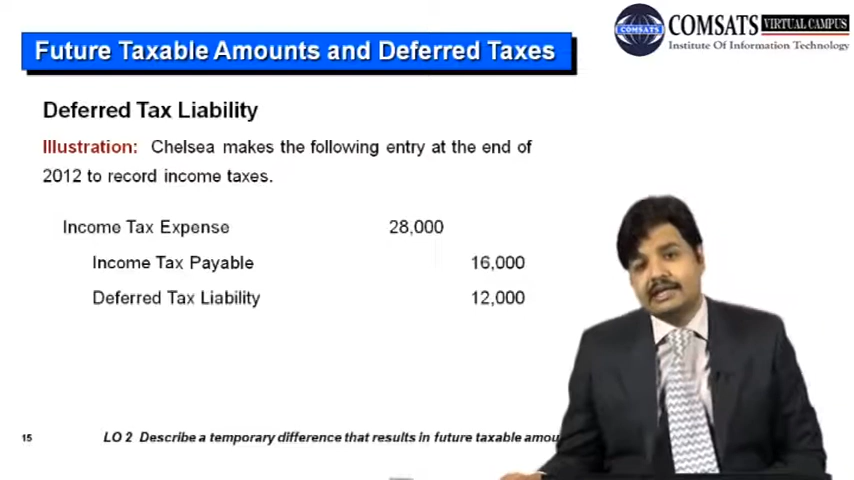 COMSATS VIRTUAL CAMPUS
COMSATS
Institute Of Information Technology
Future Taxable Amounts and Deferred Taxes
Deferred Tax Liability
Illustration: Chelsea makes the following entry at the end of
2012 to record income taxes.
Income Tax Expense 28,000
Income Tax Payable 16,000
Deferred Tax Liability 12,000
15 LO 2 Describe a temporary difference that results in future taxable amou